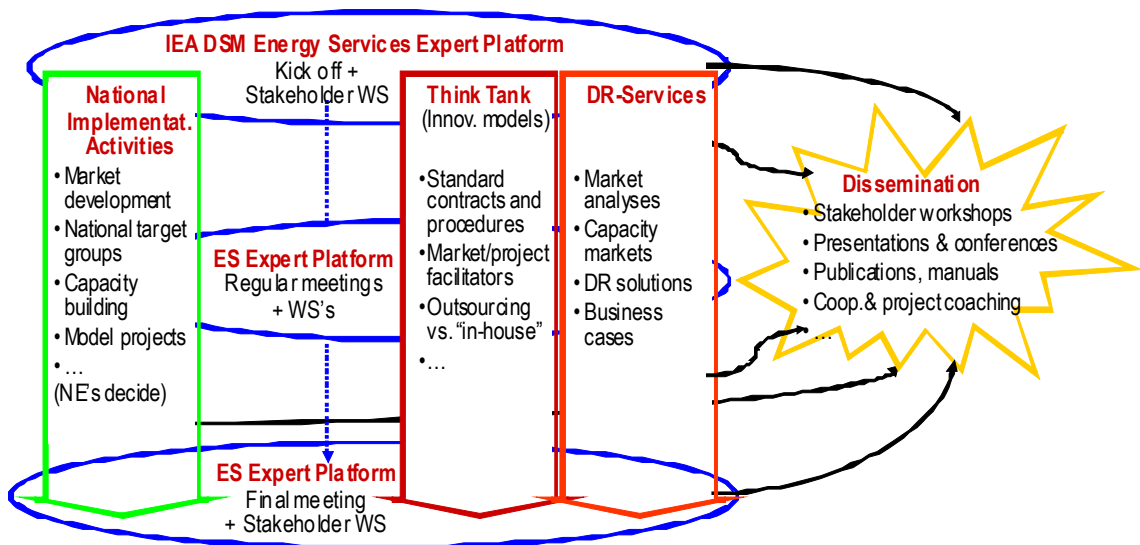 IEA DSM Energy Services Expert Platform
Kick off +
Stakeholder WS
National
Implementat.
Activities
• Market
development
• National target
groups
• Capacity
building
• Model projects
• ...
(NE's decide)
ES Expert Platform
Regular meetings
+ WS's
ES Expert Platform
Final meeting
+ Stakeholder WS
Think Tank
(Innov. models)
• Standard
contracts and
procedures
• Market/project
facilitators
• Outsourcing
vs. “in-house”
• ...
DR-Services
• Market
analyses
• Capacity
markets
• DR solutions
• Business
cases
Dissemination
• Stakeholder workshops
• Presentations & conferences
• Publications, manuals
• Coop.& project coaching
• ...